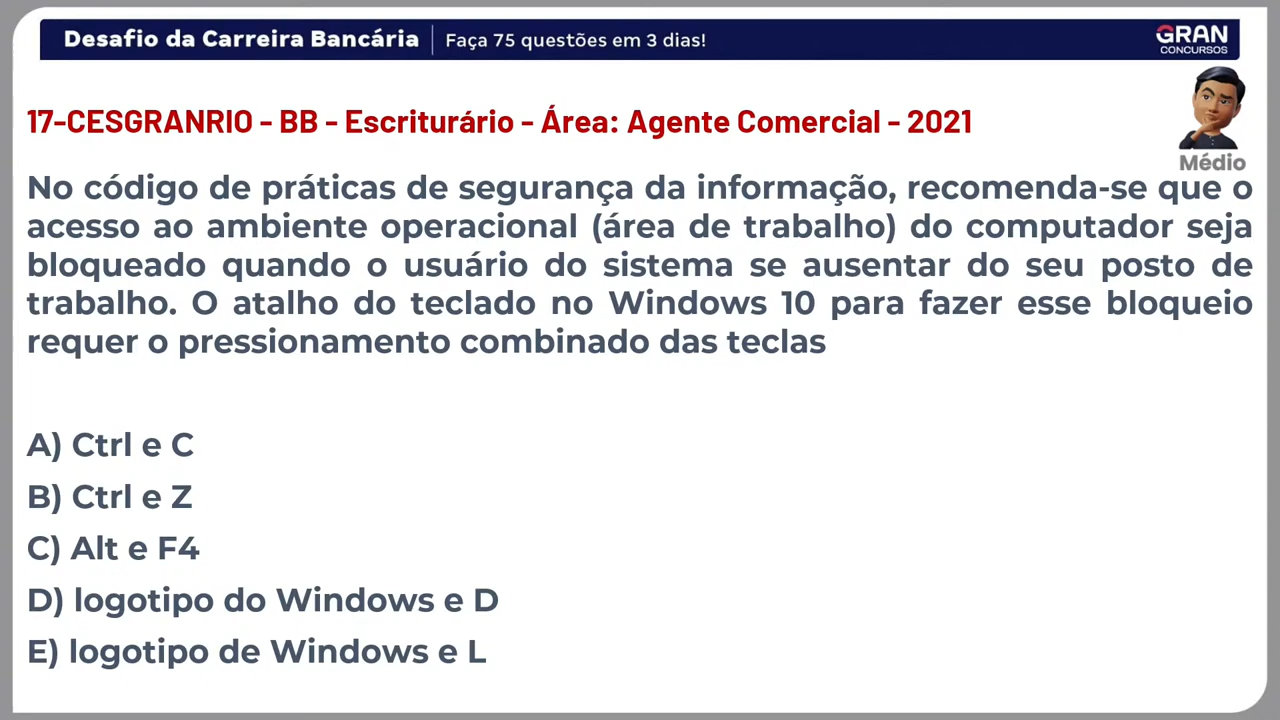 Desafio da Carreira Bancária | Faça 75 questões em 3 dias!
GRAN
CONCURSOS
17-CESGRANRIO - BB - Escriturário - Área: Agente Comercial - 2021
Médio
No código de práticas de segurança da informação, recomenda-se que o
acesso ao ambiente operacional (área de trabalho) do computador seja
bloqueado quando o usuário do sistema se ausentar do seu posto de
trabalho. O atalho do teclado no Windows 10 para fazer esse bloqueio
requer o pressionamento combinado das teclas
A) Ctrl e C
B) Ctrl e Z
C) Alt e F4
D) logotipo do Windows e D
E) logotipo de Windows e L